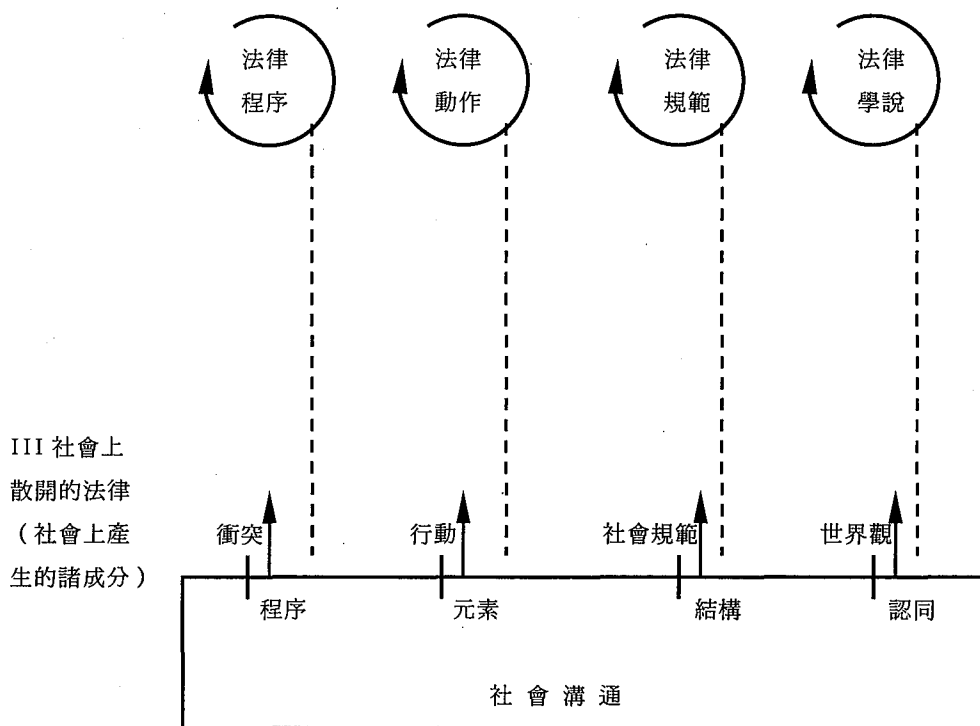 法律
程序
法律
動作
法律
規範
法律
學說
III 社會上
散開的法律
（社會上產
生的諸成分）
衝突
行動
社會規範
世界觀
程序
元素
結構
認同
社會溝通